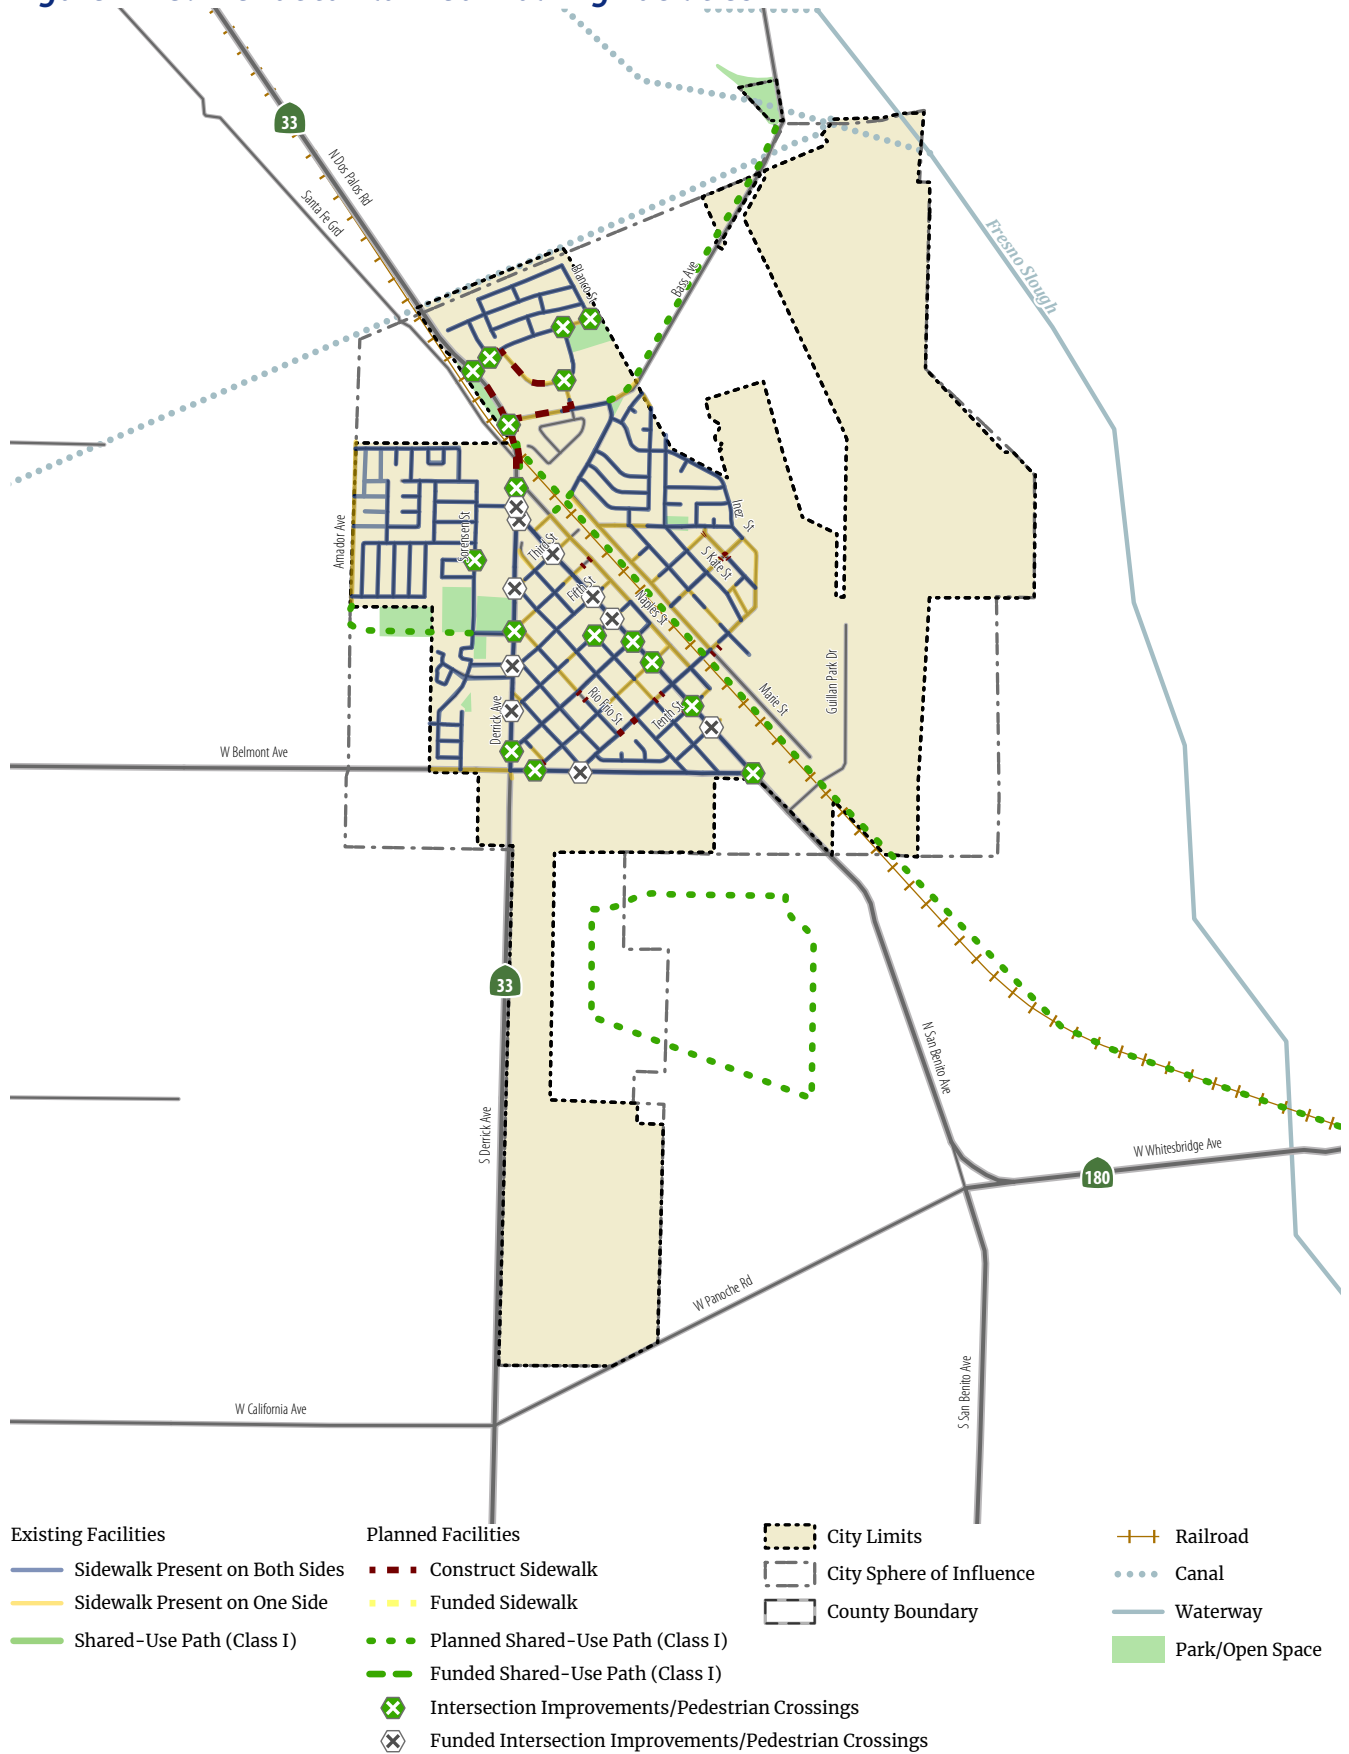 33
N Dos Palos Rd
Santa Fe Grd
Fresno Slough
Blanco St
Bass Ave
Amador Ave
Sorensen St
Inez St
Third St
S Kate St
Fifth St
Naples St
Guillan Park Dr
Marie St
Rio Frio St
Tenth St
Derrick Ave
W Belmont Ave
33
N San Benito Ave
S Derrick Ave
W Whitesbridge Ave
180
W Panoche Rd
S San Benito Ave
W California Ave
Existing Facilities
Sidewalk Present on Both Sides
Sidewalk Present on One Side
Shared-Use Path (Class I)
Planned Facilities
Construct Sidewalk
Funded Sidewalk
Planned Shared-Use Path (Class I)
Funded Shared-Use Path (Class I)
Intersection Improvements/Pedestrian Crossings
Funded Intersection Improvements/Pedestrian Crossings
City Limits
City Sphere of Influence
County Boundary
Railroad
Canal
Waterway
Park/Open Space